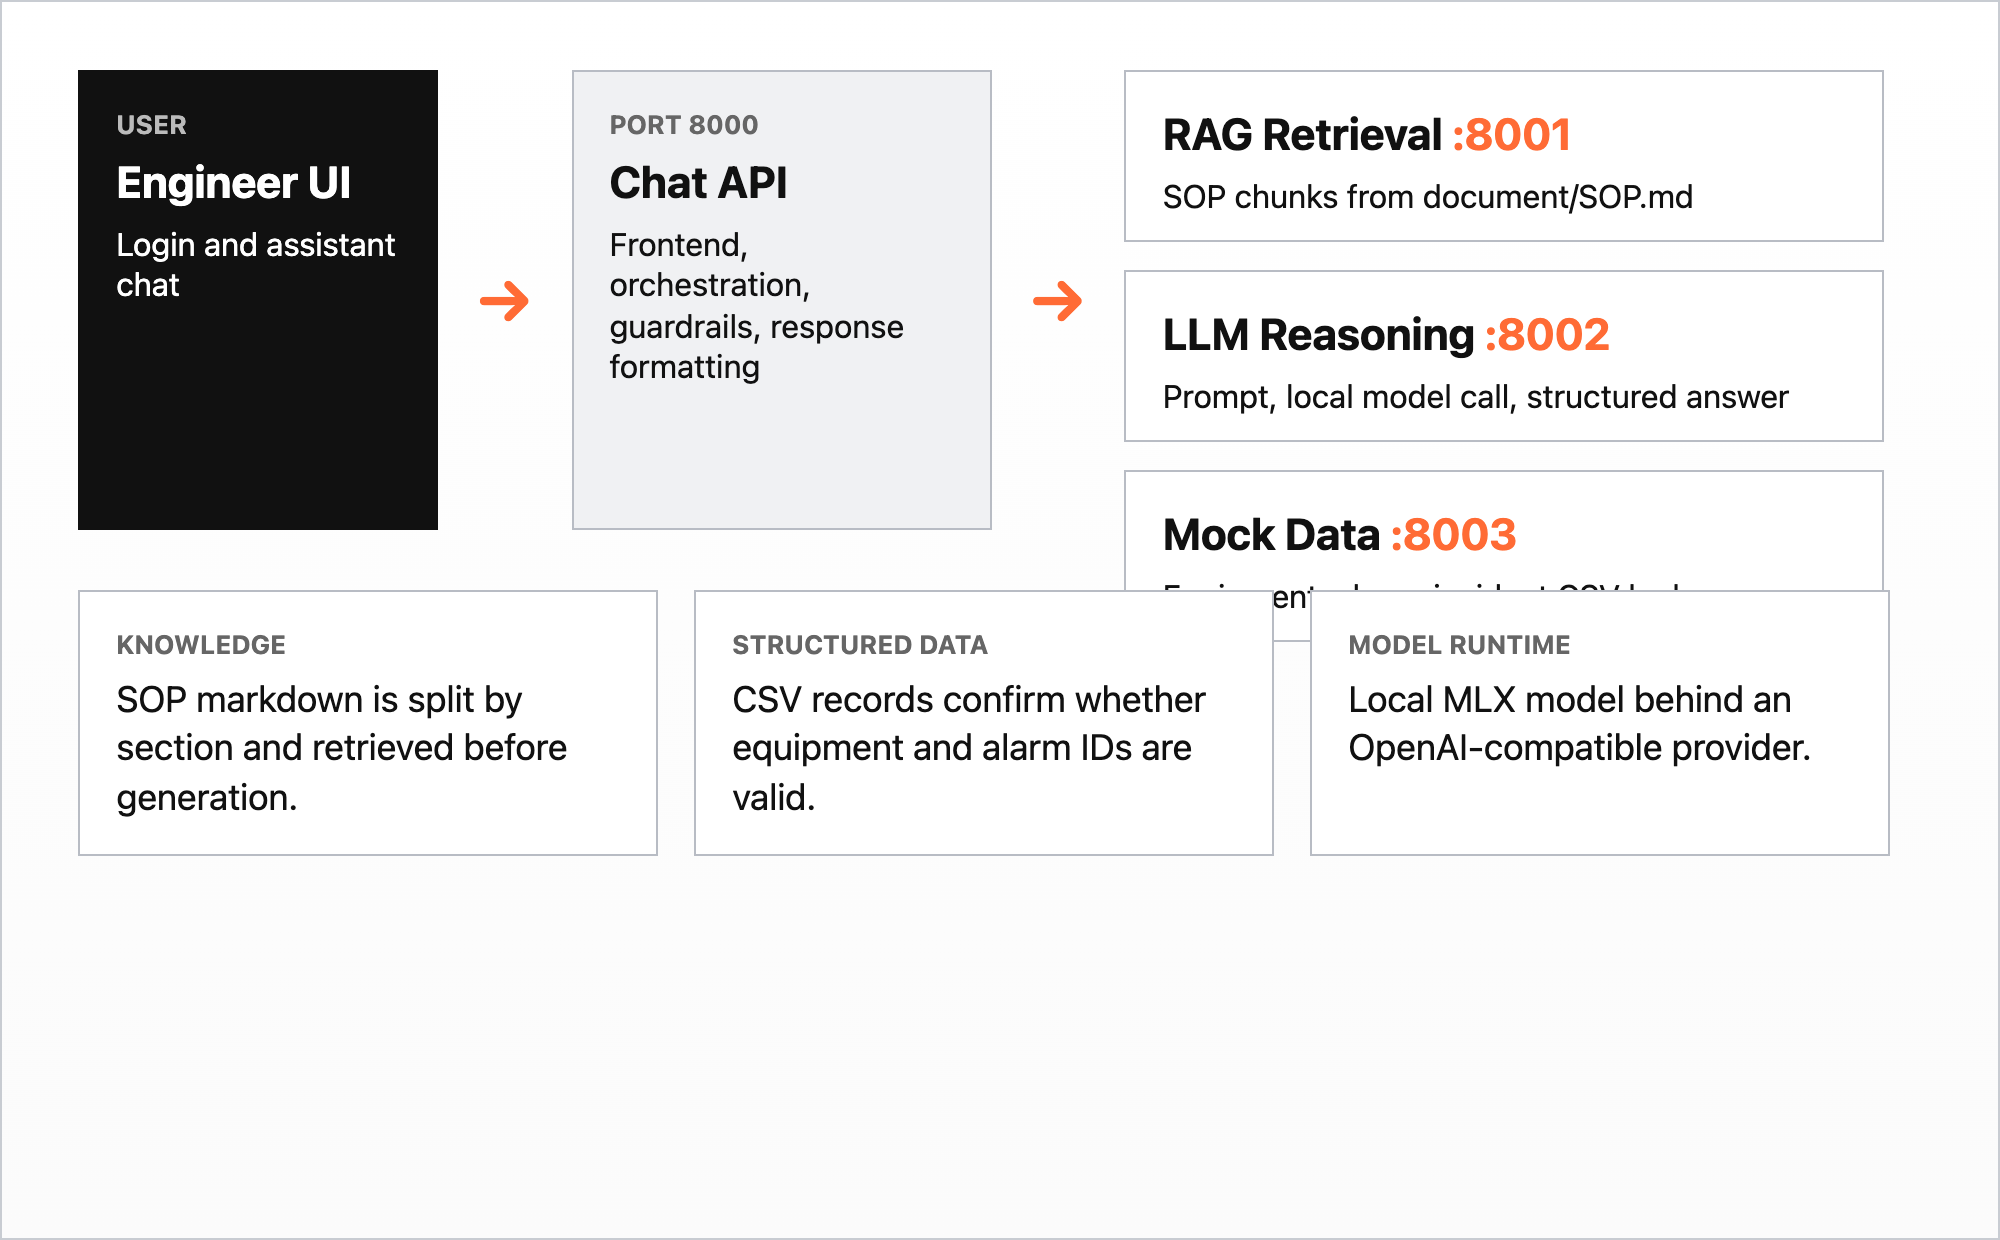 USER
Engineer UI
Login and assistant
chat
PORT 8000
Chat API
Frontend,
orchestration,
guardrails, response
formatting
RAG Retrieval :8001
SOP chunks from document/SOP.md
LLM Reasoning :8002
Prompt, local model call, structured answer
Mock Data :8003
KNOWLEDGE
SOP markdown is split by
section and retrieved before
generation.
STRUCTURED DATA
CSV records confirm whether
equipment and alarm IDs are
valid.
MODEL RUNTIME
Local MLX model behind an
OpenAI-compatible provider.